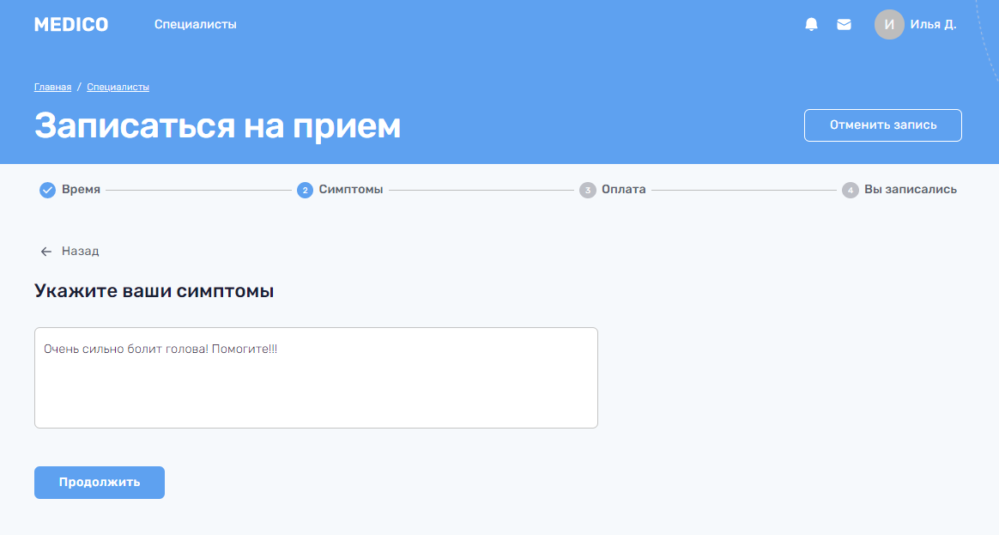 MEDICO Специалисты И Илья Д.
Главная / Специалисты
Записаться на прием
Отменить запись
Время 2 Симптомы 3 Оплата 4 Вы записались
Назад
Укажите ваши симптомы
Очень сильно болит голова! Помогите!!!
Продолжить